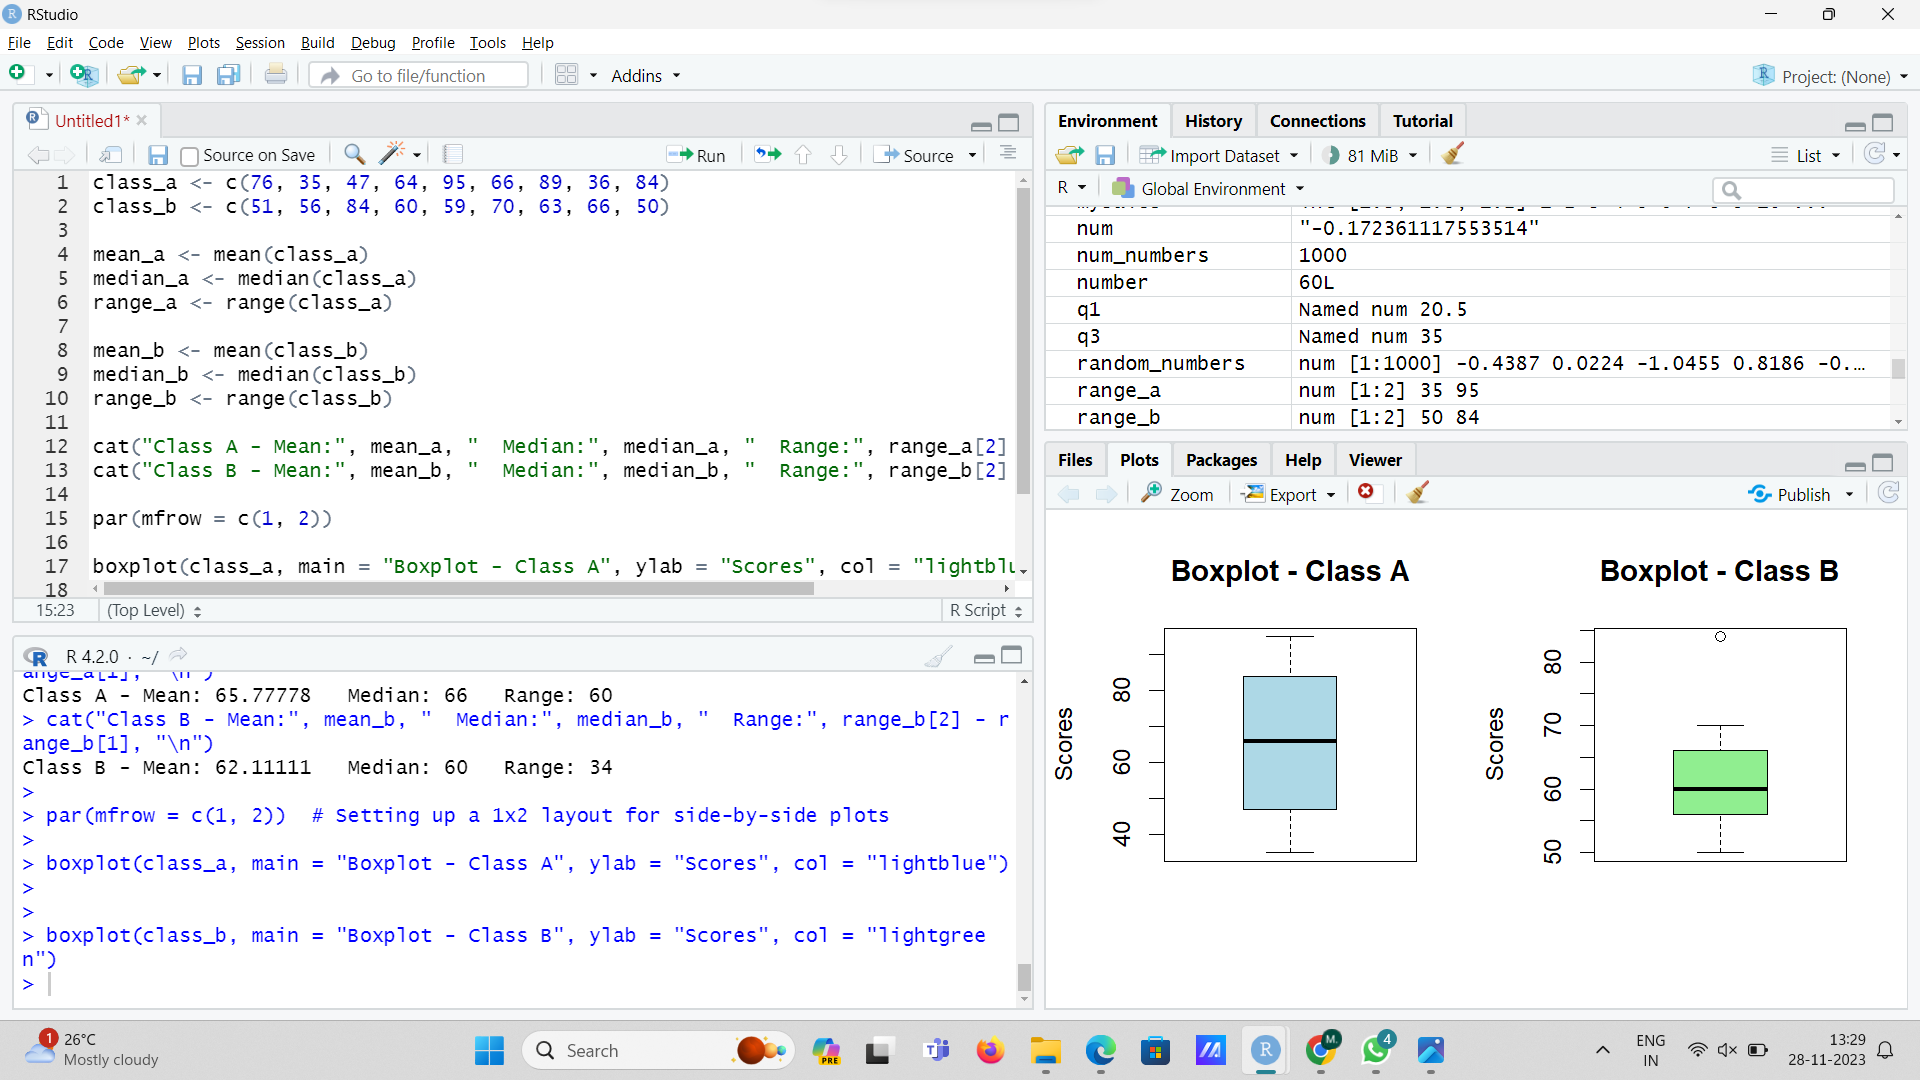 RStudio
File Edit Code View Plots Session Build Debug Profile Tools Help
Go to file/function Addins Project: (None)
Untitled1*
Source on Save Run Source
1 class_a <- c(76, 35, 47, 64, 95, 66, 89, 36, 84)
2 class_b <- c(51, 56, 84, 60, 59, 70, 63, 66, 50)
3
4 mean_a <- mean(class_a)
5 median_a <- median(class_a)
6 range_a <- range(class_a)
7
8 mean_b <- mean(class_b)
9 median_b <- median(class_b)
10 range_b <- range(class_b)
11
12 cat("Class A - Mean:", mean_a, "  Median:", median_a, "  Range:", range_a[2]
13 cat("Class B - Mean:", mean_b, "  Median:", median_b, "  Range:", range_b[2]
14
15 par(mfrow = c(1, 2))
16
17 boxplot(class_a, main = "Boxplot - Class A", ylab = "Scores", col = "lightblu
18
15:23 (Top Level) R Script
R 4.2.0 · ~/
ange_a[1], "\n")
Class A - Mean: 65.77778   Median: 66   Range: 60
> cat("Class B - Mean:", mean_b, "  Median:", median_b, "  Range:", range_b[2] - r
ange_b[1], "\n")
Class B - Mean: 62.11111   Median: 60   Range: 34
>
> par(mfrow = c(1, 2))  # Setting up a 1x2 layout for side-by-side plots
>
> boxplot(class_a, main = "Boxplot - Class A", ylab = "Scores", col = "lightblue")
>
>
> boxplot(class_b, main = "Boxplot - Class B", ylab = "Scores", col = "lightgree
n")
>
Environment History Connections Tutorial
Import Dataset 81 MiB List
R Global Environment
num "-0.172361117553514"
num_numbers 1000
number 60L
q1 Named num 20.5
q3 Named num 35
random_numbers num [1:1000] -0.4387 0.0224 -1.0455 0.8186 -0...
range_a num [1:2] 35 95
range_b num [1:2] 50 84
Files Plots Packages Help Viewer
Zoom Export Publish
Boxplot - Class A
Scores
80
60
40
Boxplot - Class B
Scores
80
70
60
50
1 26°C
Mostly cloudy
Search
PRE
M.
4
ENG
IN
13:29
28-11-2023